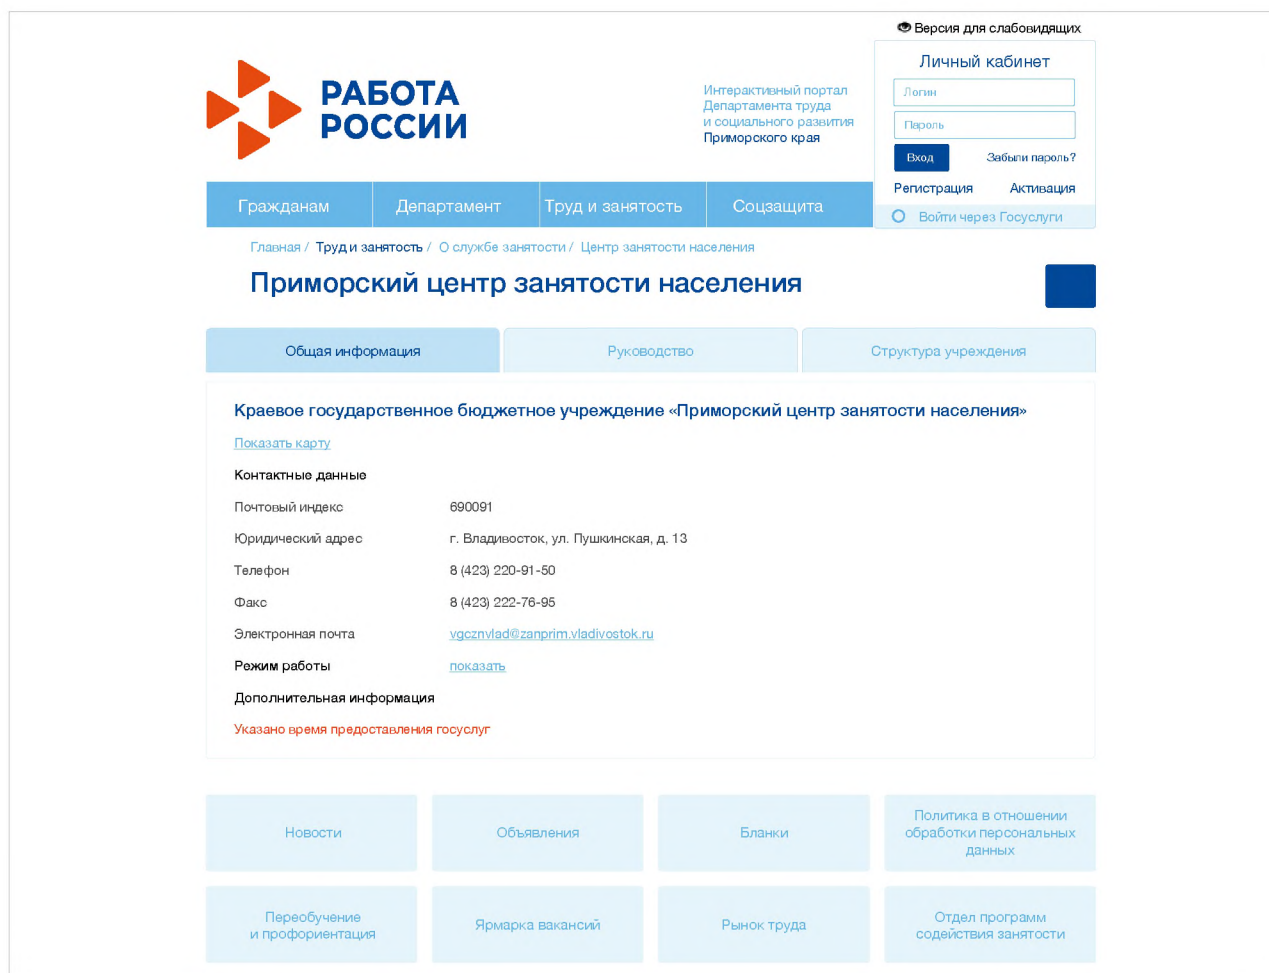 Версия для слабовидящих
РАБОТА
РОССИИ
Интерактивный портал
Департамента труда
и социального развития
Приморского края
Личный кабинет
Логин
Пароль
Вход
Забыли пароль?
Регистрация
Активация
Войти через Госуслуги
Гражданам
Департамент
Труд и занятость
Соцзащита
Главная / Труд и занятость / О службе занятости / Центр занятости населения
Приморский центр занятости населения
Общая информация
Руководство
Структура учреждения
Краевое государственное бюджетное учреждение «Приморский центр занятости населения»
Показать карту
Контактные данные
Почтовый индекс 690091
Юридический адрес г. Владивосток, ул. Пушкинская, д. 13
Телефон 8 (423) 220-91-50
Факс 8 (423) 222-76-95
Электронная почта vgcznvlad@zanprim.vladivostok.ru
Режим работы показать
Дополнительная информация
Указано время предоставления госуслуг
Новости
Объявления
Бланки
Политика в отношении
обработки персональных
данных
Переобучение
и профориентация
Ярмарка вакансий
Рынок труда
Отдел программ
содействия занятости